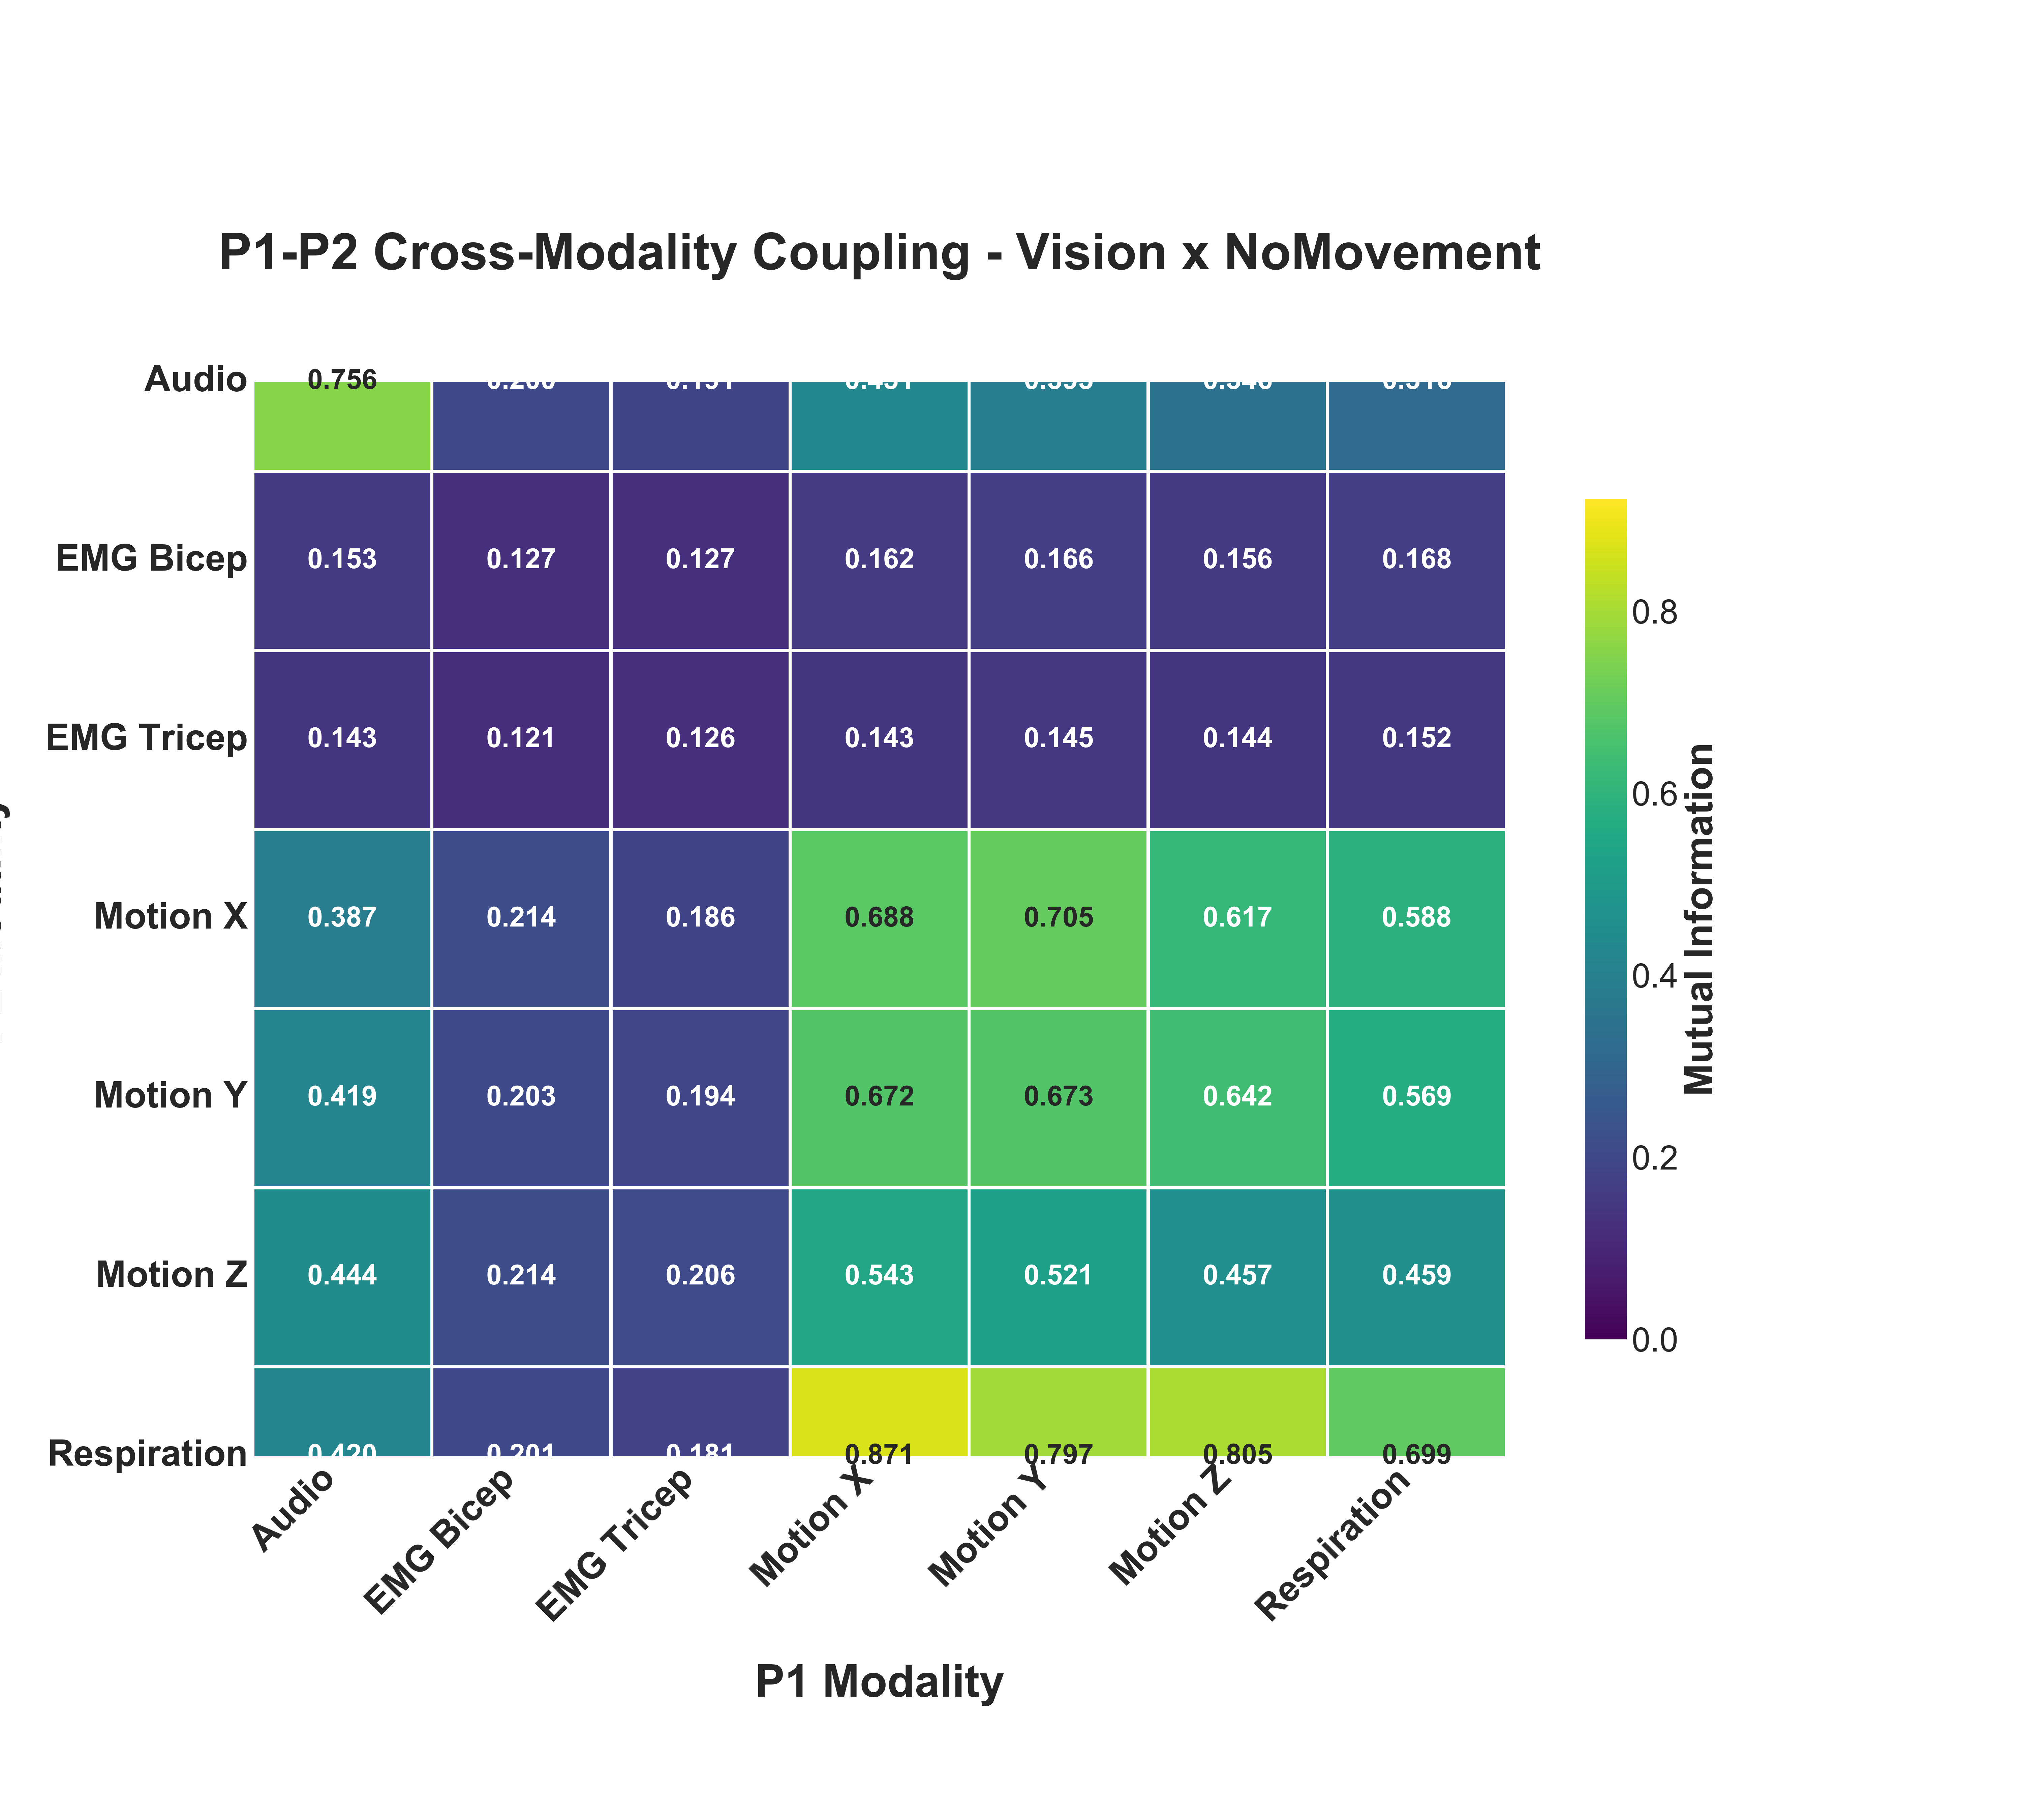 P1-P2 Cross-Modality Coupling - Vision x NoMovement
Audio 0.756
EMG Bicep 0.153 0.127 0.127 0.162 0.166 0.156 0.168
EMG Tricep 0.143 0.121 0.126 0.143 0.145 0.144 0.152
Motion X 0.387 0.214 0.186 0.688 0.705 0.617 0.588
Motion Y 0.419 0.203 0.194 0.672 0.673 0.642 0.569
Motion Z 0.444 0.214 0.206 0.543 0.521 0.457 0.459
Respiration 0.420 0.201 0.181 0.871 0.797 0.805 0.699
Audio
EMG Bicep
EMG Tricep
Motion X
Motion Y
Motion Z
Respiration
P1 Modality
0.8
0.6
0.4
0.2
0.0
Mutual Information